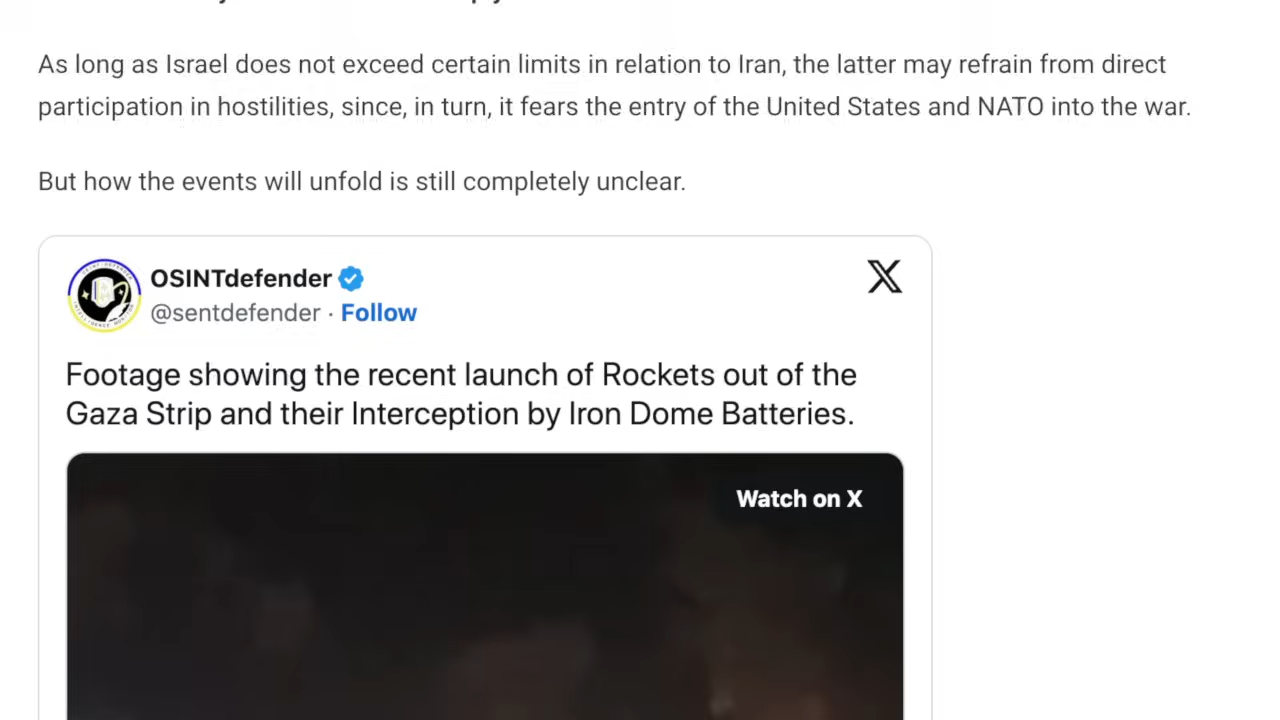 As long as Israel does not exceed certain limits in relation to Iran, the latter may refrain from direct
participation in hostilities, since, in turn, it fears the entry of the United States and NATO into the war.
But how the events will unfold is still completely unclear.
OSINTdefender
@sentdefender · Follow
Footage showing the recent launch of Rockets out of the
Gaza Strip and their Interception by Iron Dome Batteries.
Watch on X